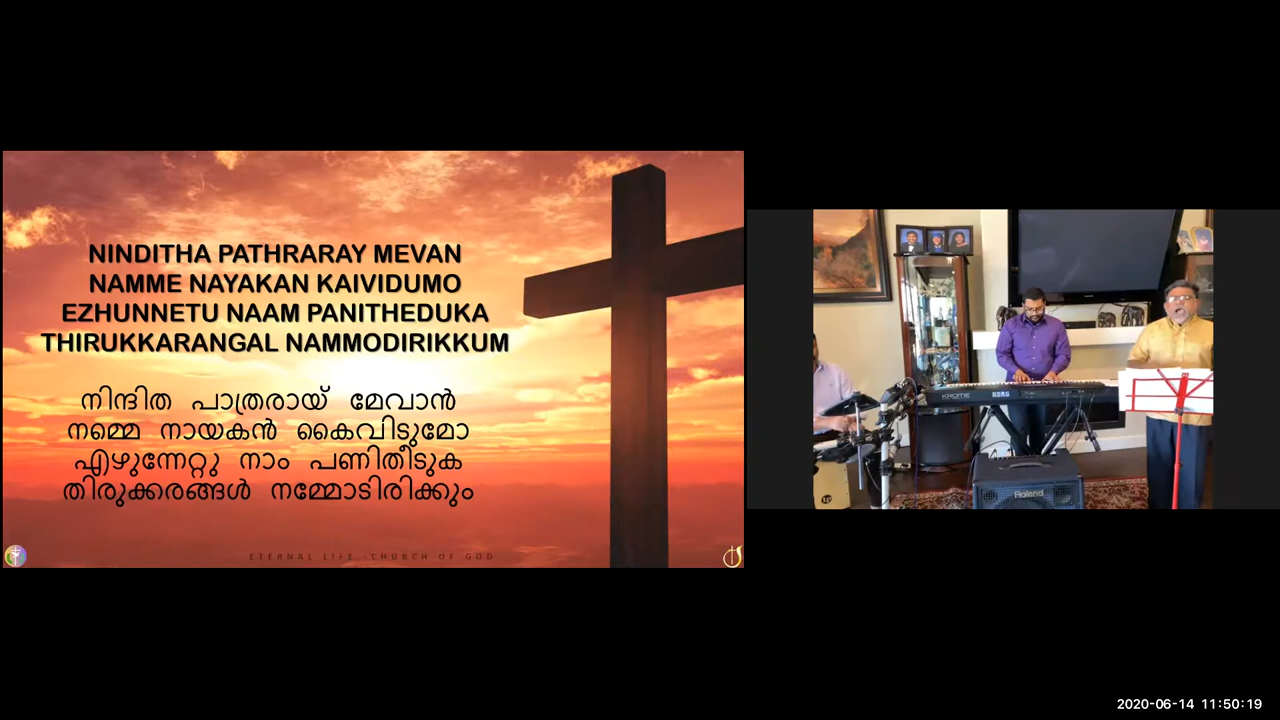 NINDITHA PATHRARAY MEVAN
NAMME NAYAKAN KAIVIDUMO
EZHUNNETU NAAM PANITHEDUKA
THIRUKKARANGAL NAMMODIRIKKUM
നിന്ദിത പാത്രരായ് മേവാൻ
നമ്മെ നായകൻ കൈവിടുമോ
എഴുന്നേറ്റു നാം പണിതീടുക
തിരുക്കരങ്ങൾ നമ്മോടിരിക്കും
ETERNAL LIFE CHURCH OF GOD
KROME KORG
Roland
2020-06-14 11:50:19